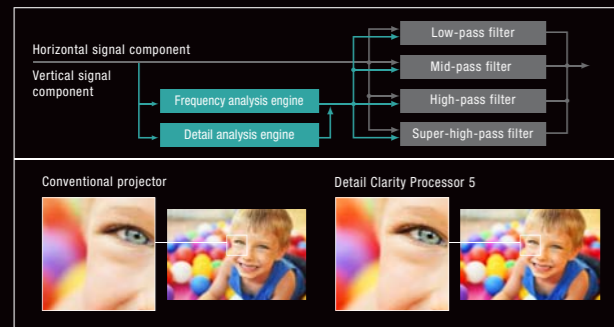 Horizontal signal component
Vertical signal
component
Frequency analysis engine
Detail analysis engine
Low-pass filter
Mid-pass filter
High-pass filter
Super-high-pass filter
Conventional projector
Detail Clarity Processor 5